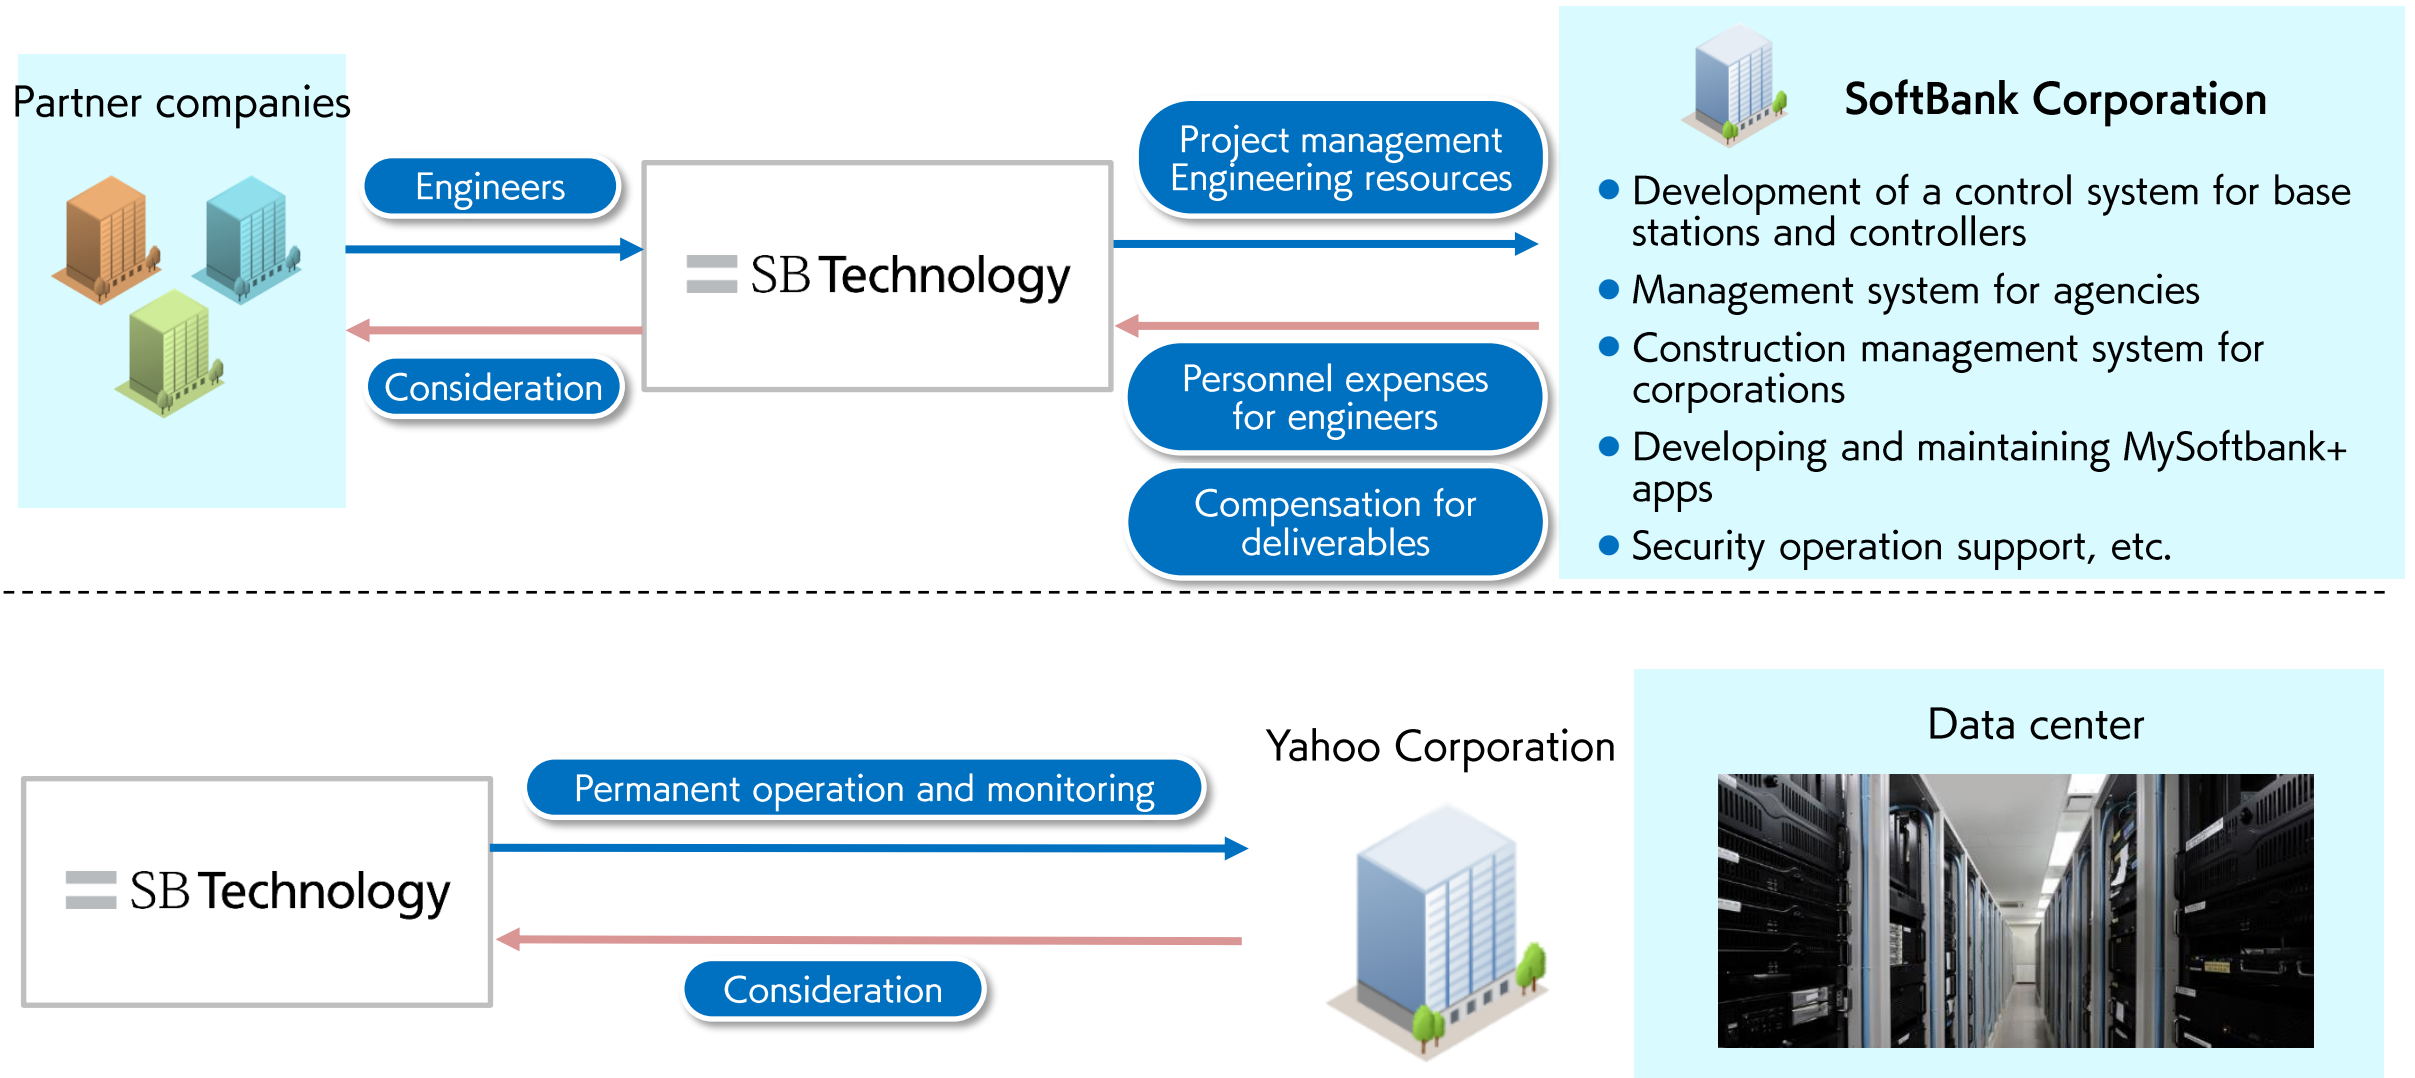 Partner companies
Engineers
Consideration
SB Technology
Project management
Engineering resources
Personnel expenses
for engineers
Compensation for
deliverables
SoftBank Corporation
Development of a control system for base
stations and controllers
Management system for agencies
Construction management system for
corporations
Developing and maintaining MySoftbank+
apps
Security operation support, etc.
SB Technology
Permanent operation and monitoring
Consideration
Yahoo Corporation
Data center